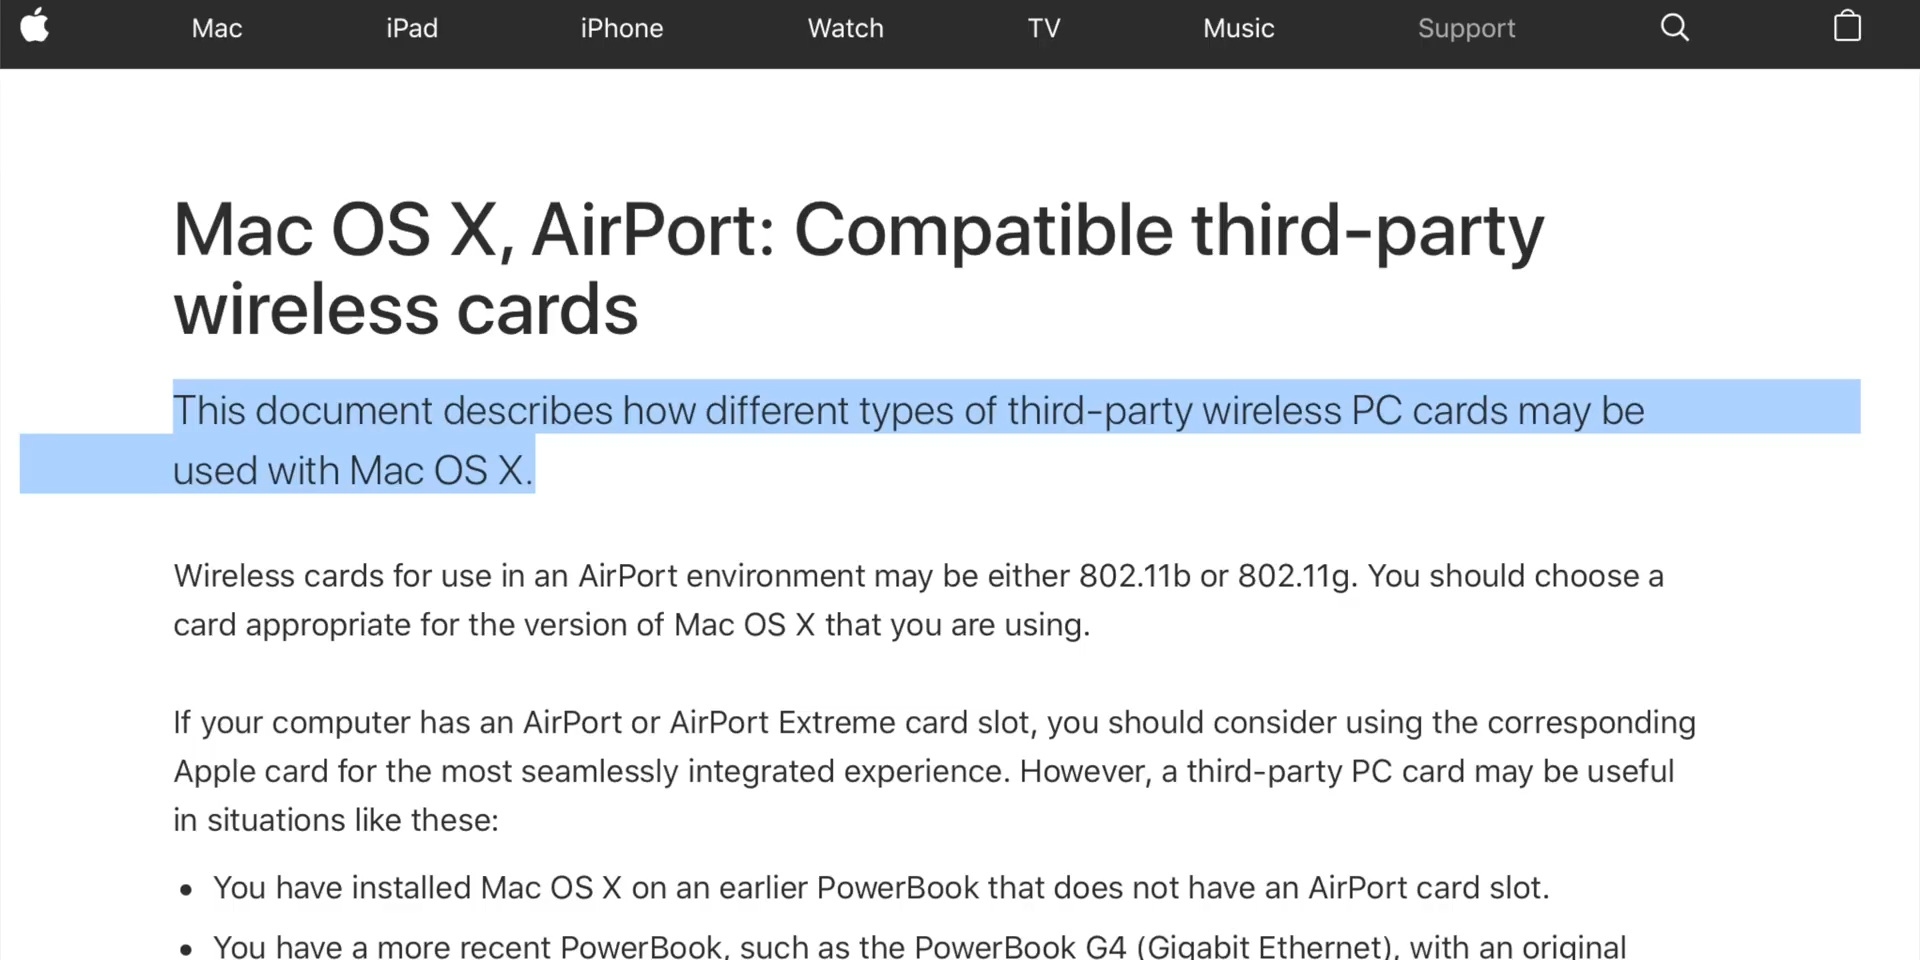 Mac iPad iPhone Watch TV Music Support
Mac OS X, AirPort: Compatible third-party
wireless cards
This document describes how different types of third-party wireless PC cards may be
used with Mac OS X.
Wireless cards for use in an AirPort environment may be either 802.11b or 802.11g. You should choose a
card appropriate for the version of Mac OS X that you are using.
If your computer has an AirPort or AirPort Extreme card slot, you should consider using the corresponding
Apple card for the most seamlessly integrated experience. However, a third-party PC card may be useful
in situations like these:
• You have installed Mac OS X on an earlier PowerBook that does not have an AirPort card slot.
• You have a more recent PowerBook, such as the PowerBook G4 (Gigabit Ethernet), with an original